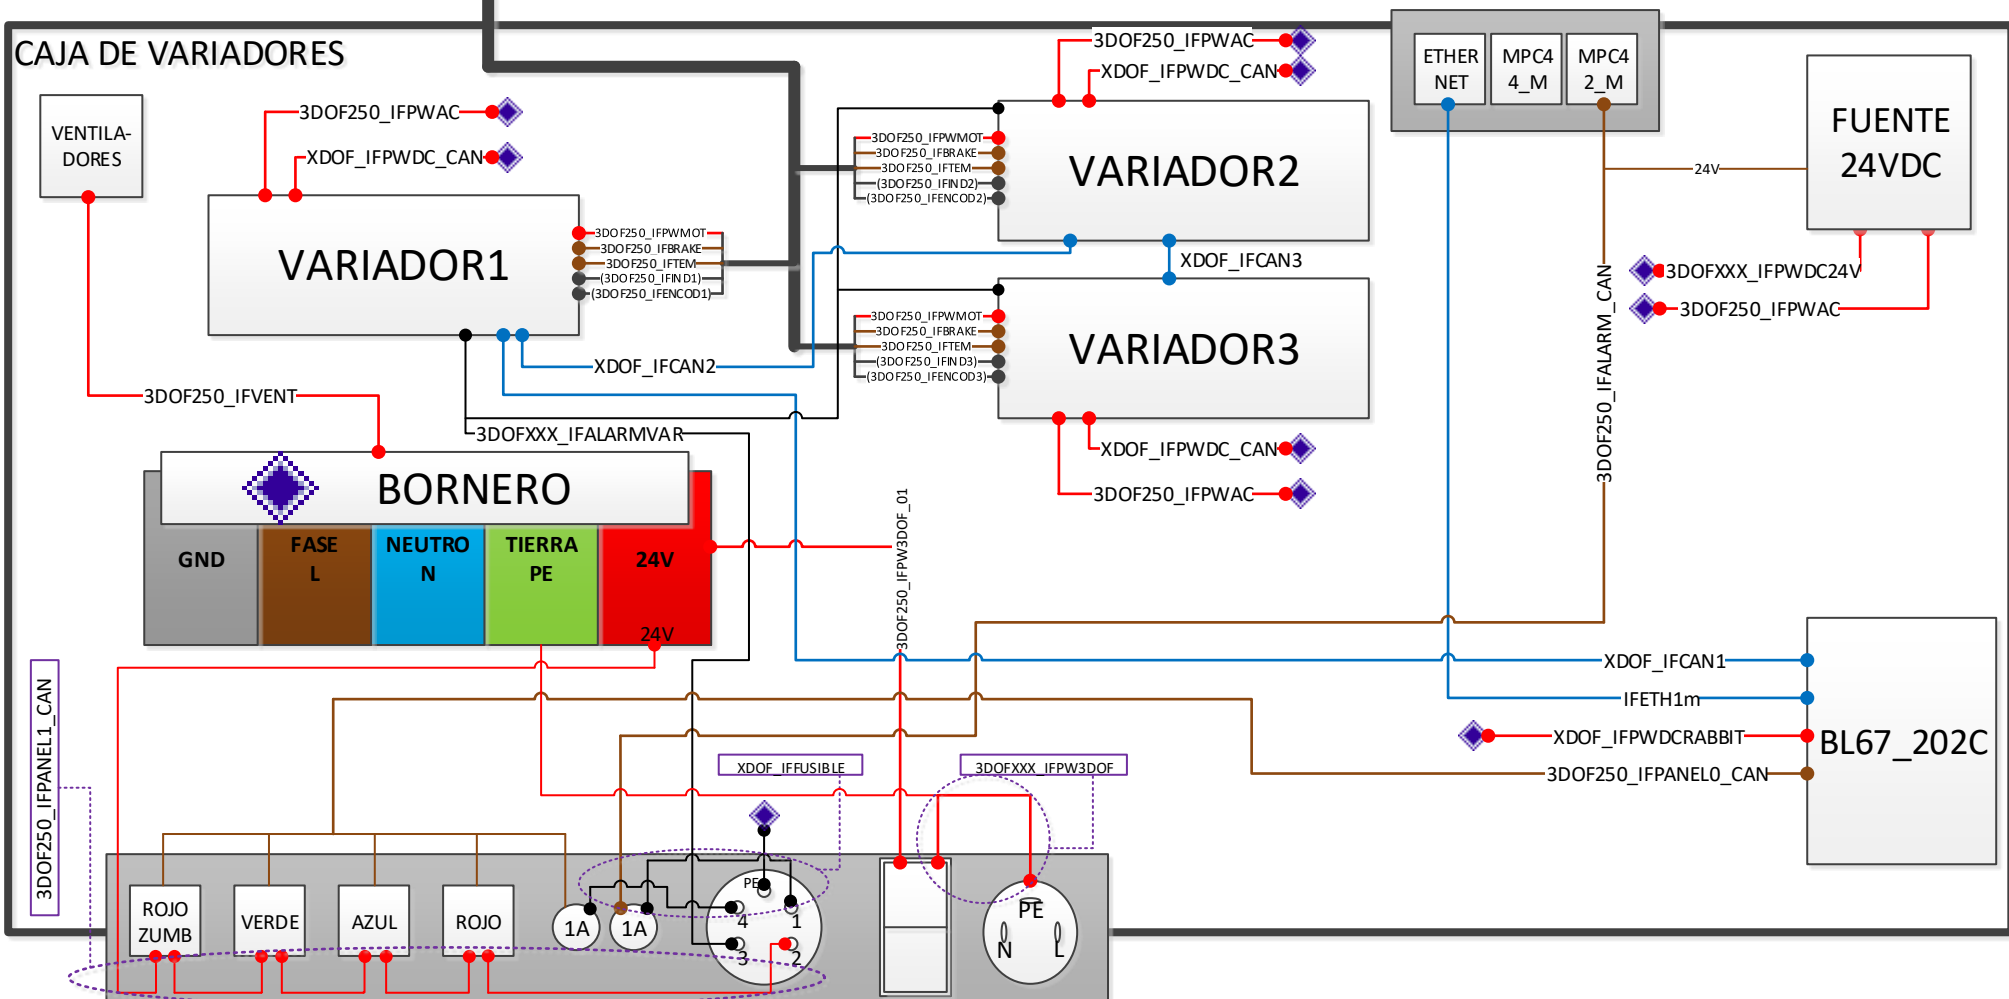 CAJA DE VARIADORES
VENTILA-
DORES
3DOF250_IFPWAC
XDOF_IFPWDC_CAN
VARIADOR1
3DOF250_IFPWMOT
3DOF250_IFBRAKE
3DOF250_IFTEM
(3DOF250_IFIND1)
(3DOF250_IFENCOD1)
3DOF250_IFPWAC
XDOF_IFPWDC_CAN
3DOF250_IFPWMOT
3DOF250_IFBRAKE
3DOF250_IFTEM
(3DOF250_IFIND2)
(3DOF250_IFENCOD2)
VARIADOR2
XDOF_IFCAN3
3DOF250_IFPWMOT
3DOF250_IFBRAKE
3DOF250_IFTEM
(3DOF250_IFIND3)
(3DOF250_IFENCOD3)
VARIADOR3
XDOF_IFPWDC_CAN
3DOF250_IFPWAC
ETHER
NET
MPC4
4_M
MPC4
2_M
FUENTE
24VDC
24V
3DOFXXX_IFPWDC24V
3DOF250_IFPWAC
3DOF250_IFALARM_CAN
XDOF_IFCAN2
3DOF250_IFVENT
3DOFXXX_IFALARMVAR
BORNERO
GND
FASE
L
NEUTRO
N
TIERRA
PE
24V
24V
3DOF250_IFPW3DOF_01
XDOF_IFCAN1
IFETH1m
XDOF_IFPWDCRABBIT
3DOF250_IFPANEL0_CAN
BL67_202C
3DOF250_IFPANEL1_CAN
XDOF_IFFUSIBLE
3DOFXXX_IFPW3DOF
ROJO
ZUMB
VERDE
AZUL
ROJO
1A
1A
PE
4
1
3
2
PE
N
L